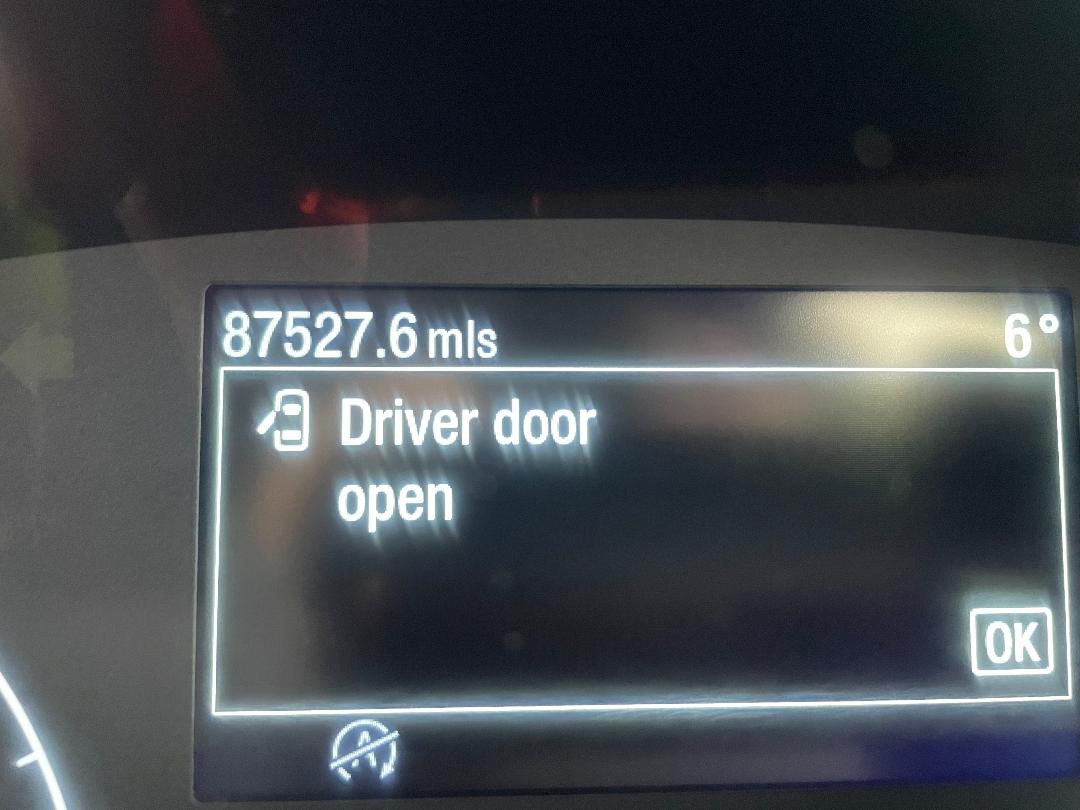 87527.6 mls 6°
Driver door
open
OK
A